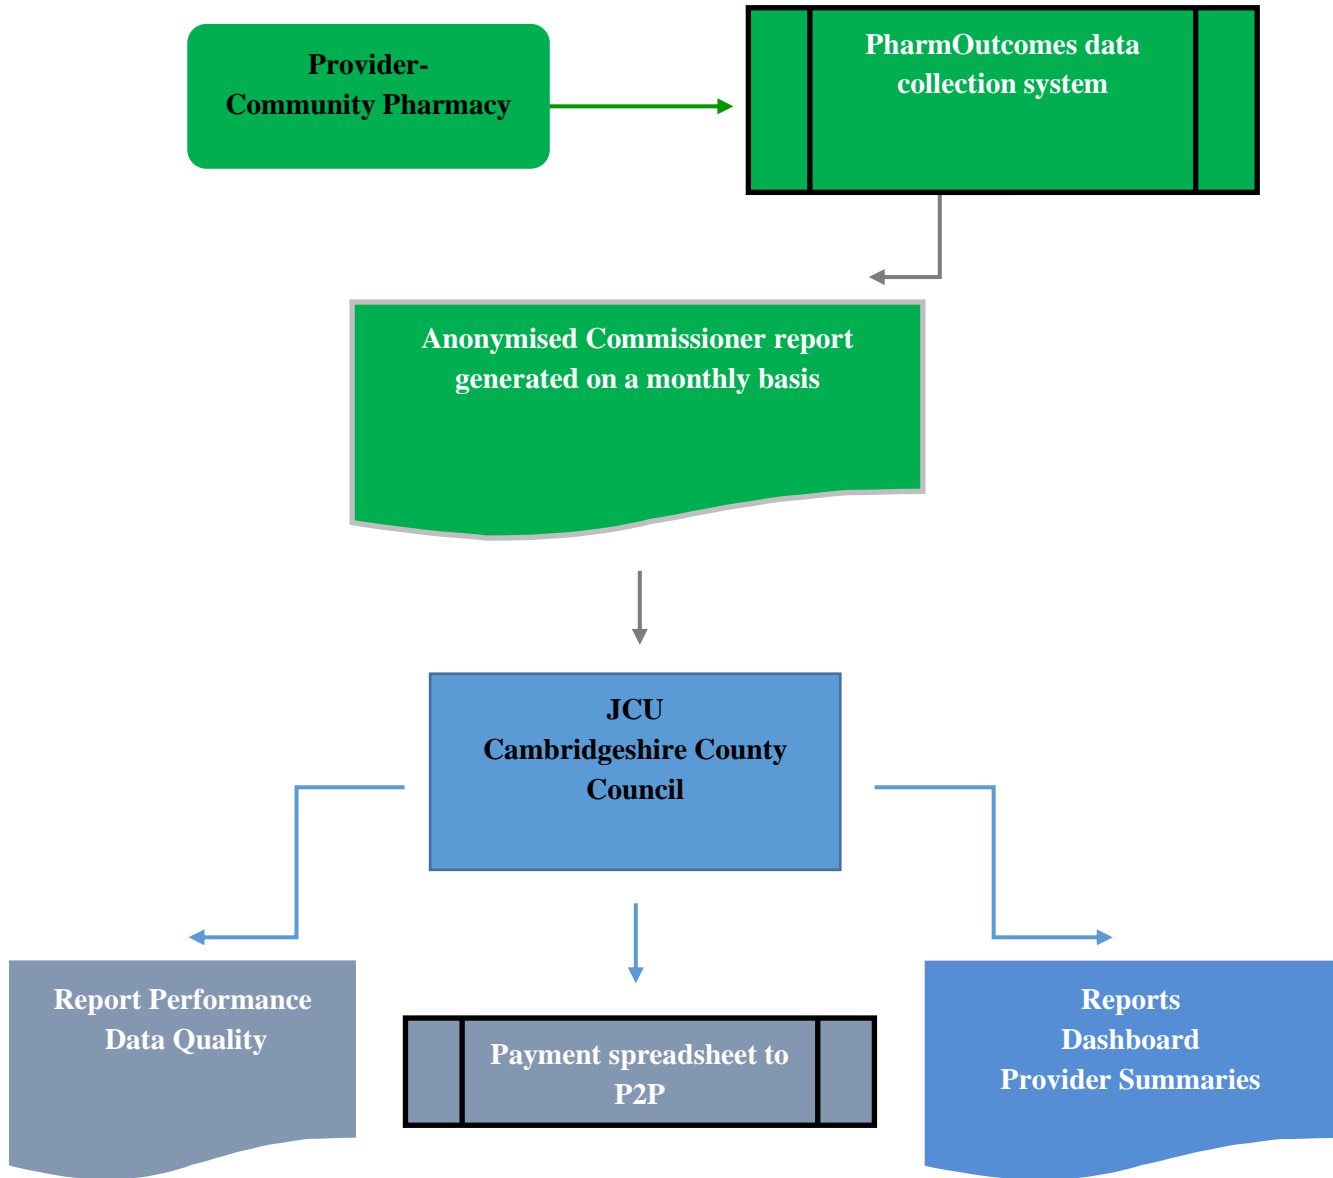 Provider-
Community Pharmacy
PharmOutcomes data
collection system
Anonymised Commissioner report
generated on a monthly basis
JCU
Cambridgeshire County
Council
Report Performance
Data Quality
Payment spreadsheet to
P2P
Reports
Dashboard
Provider Summaries